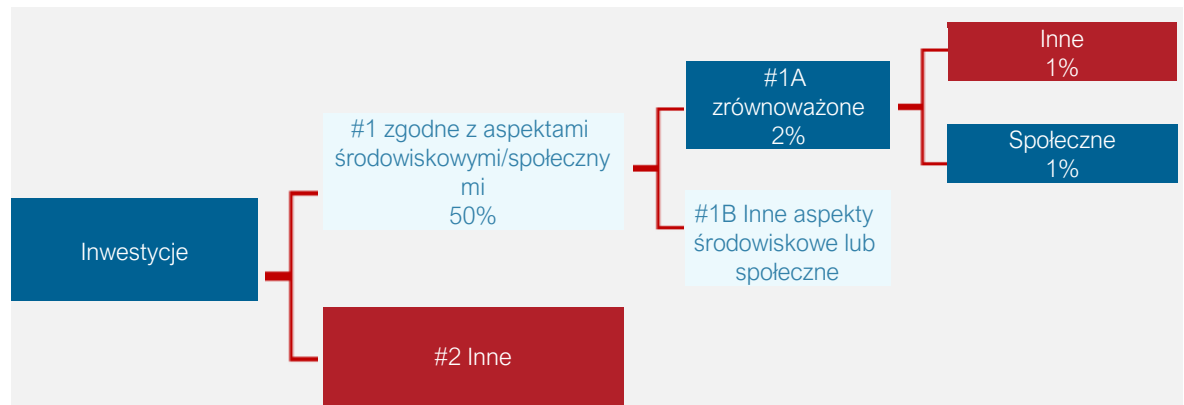 Inwestycje
#1 zgodne z aspektami
środowiskowymi/społeczny
mi
50%
#2 Inne
#1A
zrównoważone
2%
#1B Inne aspekty
środowiskowe lub
społeczne
Inne
1%
Społeczne
1%